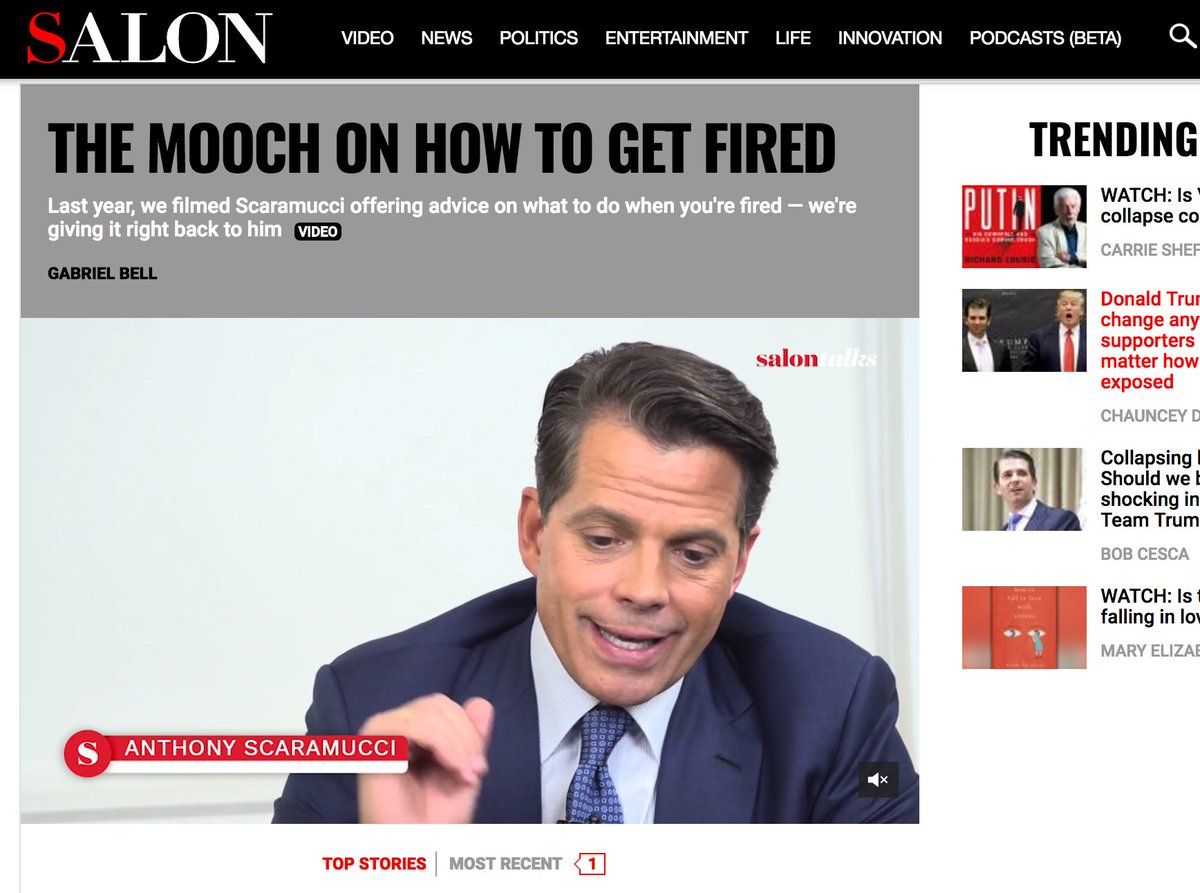 SALON
VIDEO NEWS POLITICS ENTERTAINMENT LIFE INNOVATION PODCASTS (BETA)
THE MOOCH ON HOW TO GET FIRED
Last year, we filmed Scaramucci offering advice on what to do when you're fired — we're
giving it right back to him VIDEO
GABRIEL BELL
salontalks
S ANTHONY SCARAMUCCI
TOP STORIES MOST RECENT 1
TRENDING
PUTIN
RICHARD LOURIE
WATCH: Is
collapse co
CARRIE SHEF
Donald Trum
change any
supporters
matter how
exposed
CHAUNCEY D
Collapsing
Should we b
shocking in
Team Trum
BOB CESCA
WATCH: Is t
falling in lov
MARY ELIZAB